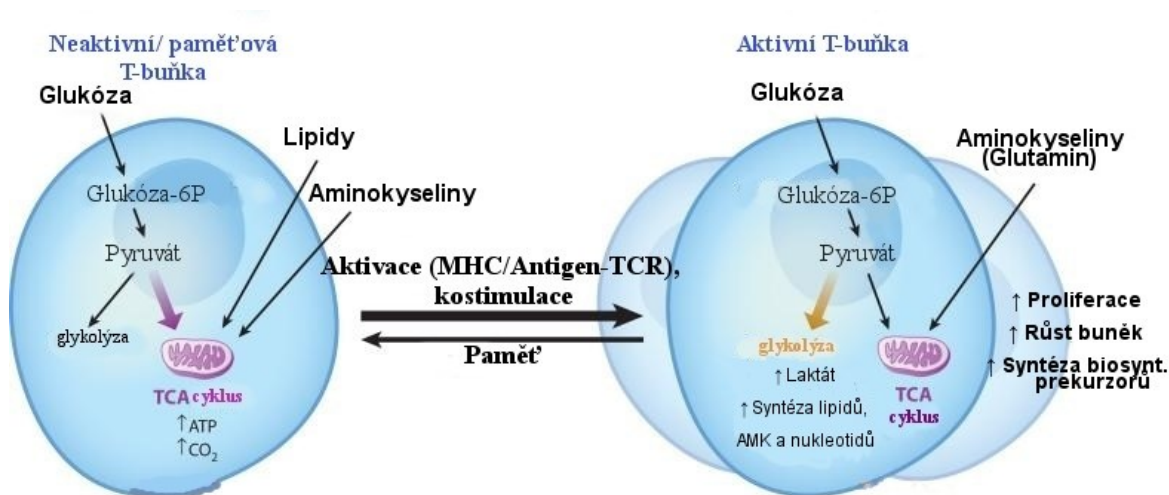 Neaktivní/ paměťová
T-buňka
Glukóza
Lipidy
Aminokyseliny
Glukóza-6P
Pyruvát
glykolýza
TCA cyklus
↑ATP
↑CO₂
Aktivace (MHC/Antigen-TCR),
kostimulace
Paměť
Aktivní T-buňka
Glukóza
Aminokyseliny
(Glutamin)
Glukóza-6P
Pyruvát
glykolýza
↑ Laktát
↑ Syntéza lipidů,
AMK a nukleotidů
TCA
cyklus
↑ Proliferace
↑ Růst buněk
↑ Syntéza biosynt.
prekurzorů